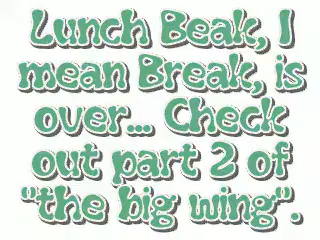 Lunch Beak, I
mean Break, is
over... Check
out part 2 of
"the big wing".